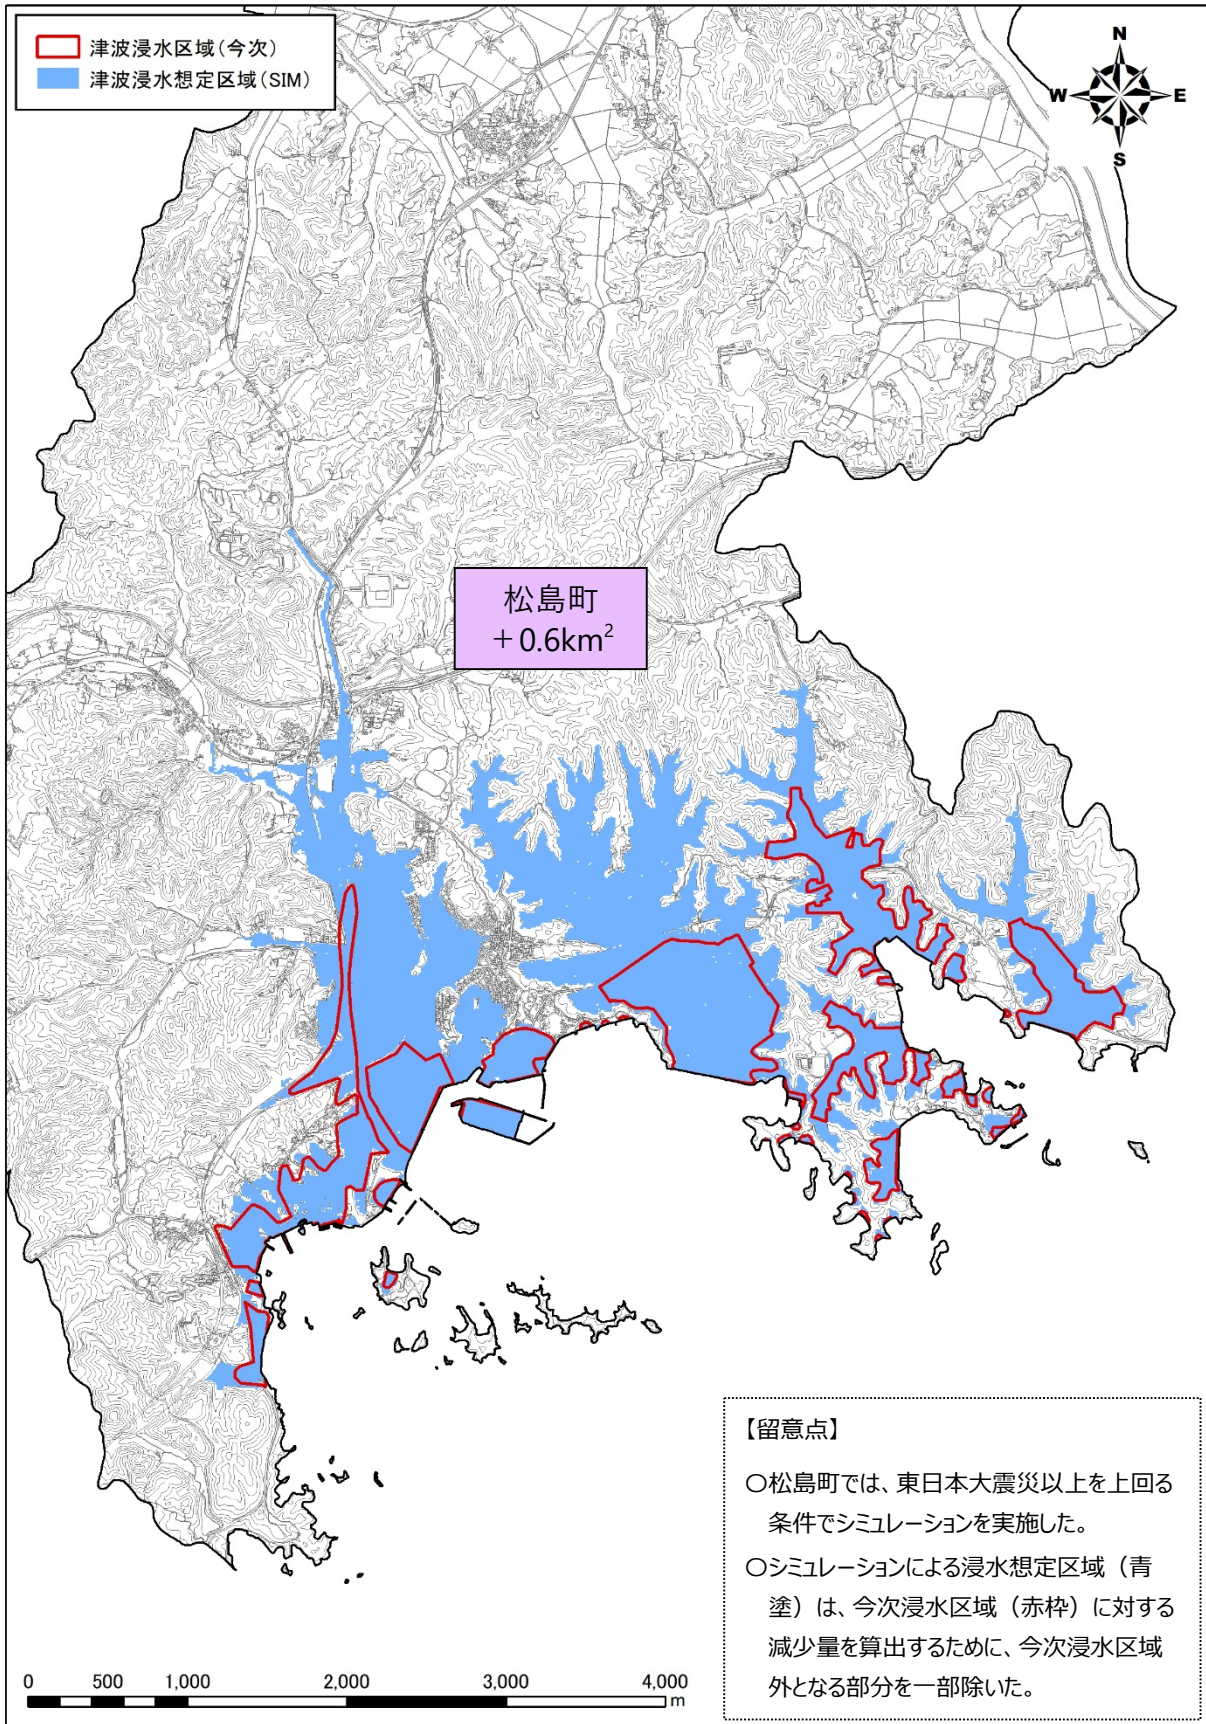 津波浸水区域(今次)
津波浸水想定区域(SIM)
N
W
E
S
松島町
＋0.6km²
【留意点】
〇松島町では、東日本大震災以上を上回る
条件でシミュレーションを実施した。
〇シミュレーションによる浸水想定区域（青
塗）は、今次浸水区域（赤枠）に対する
減少量を算出するために、今次浸水区域
外となる部分を一部除いた。
0 500 1,000 2,000 3,000 4,000
m